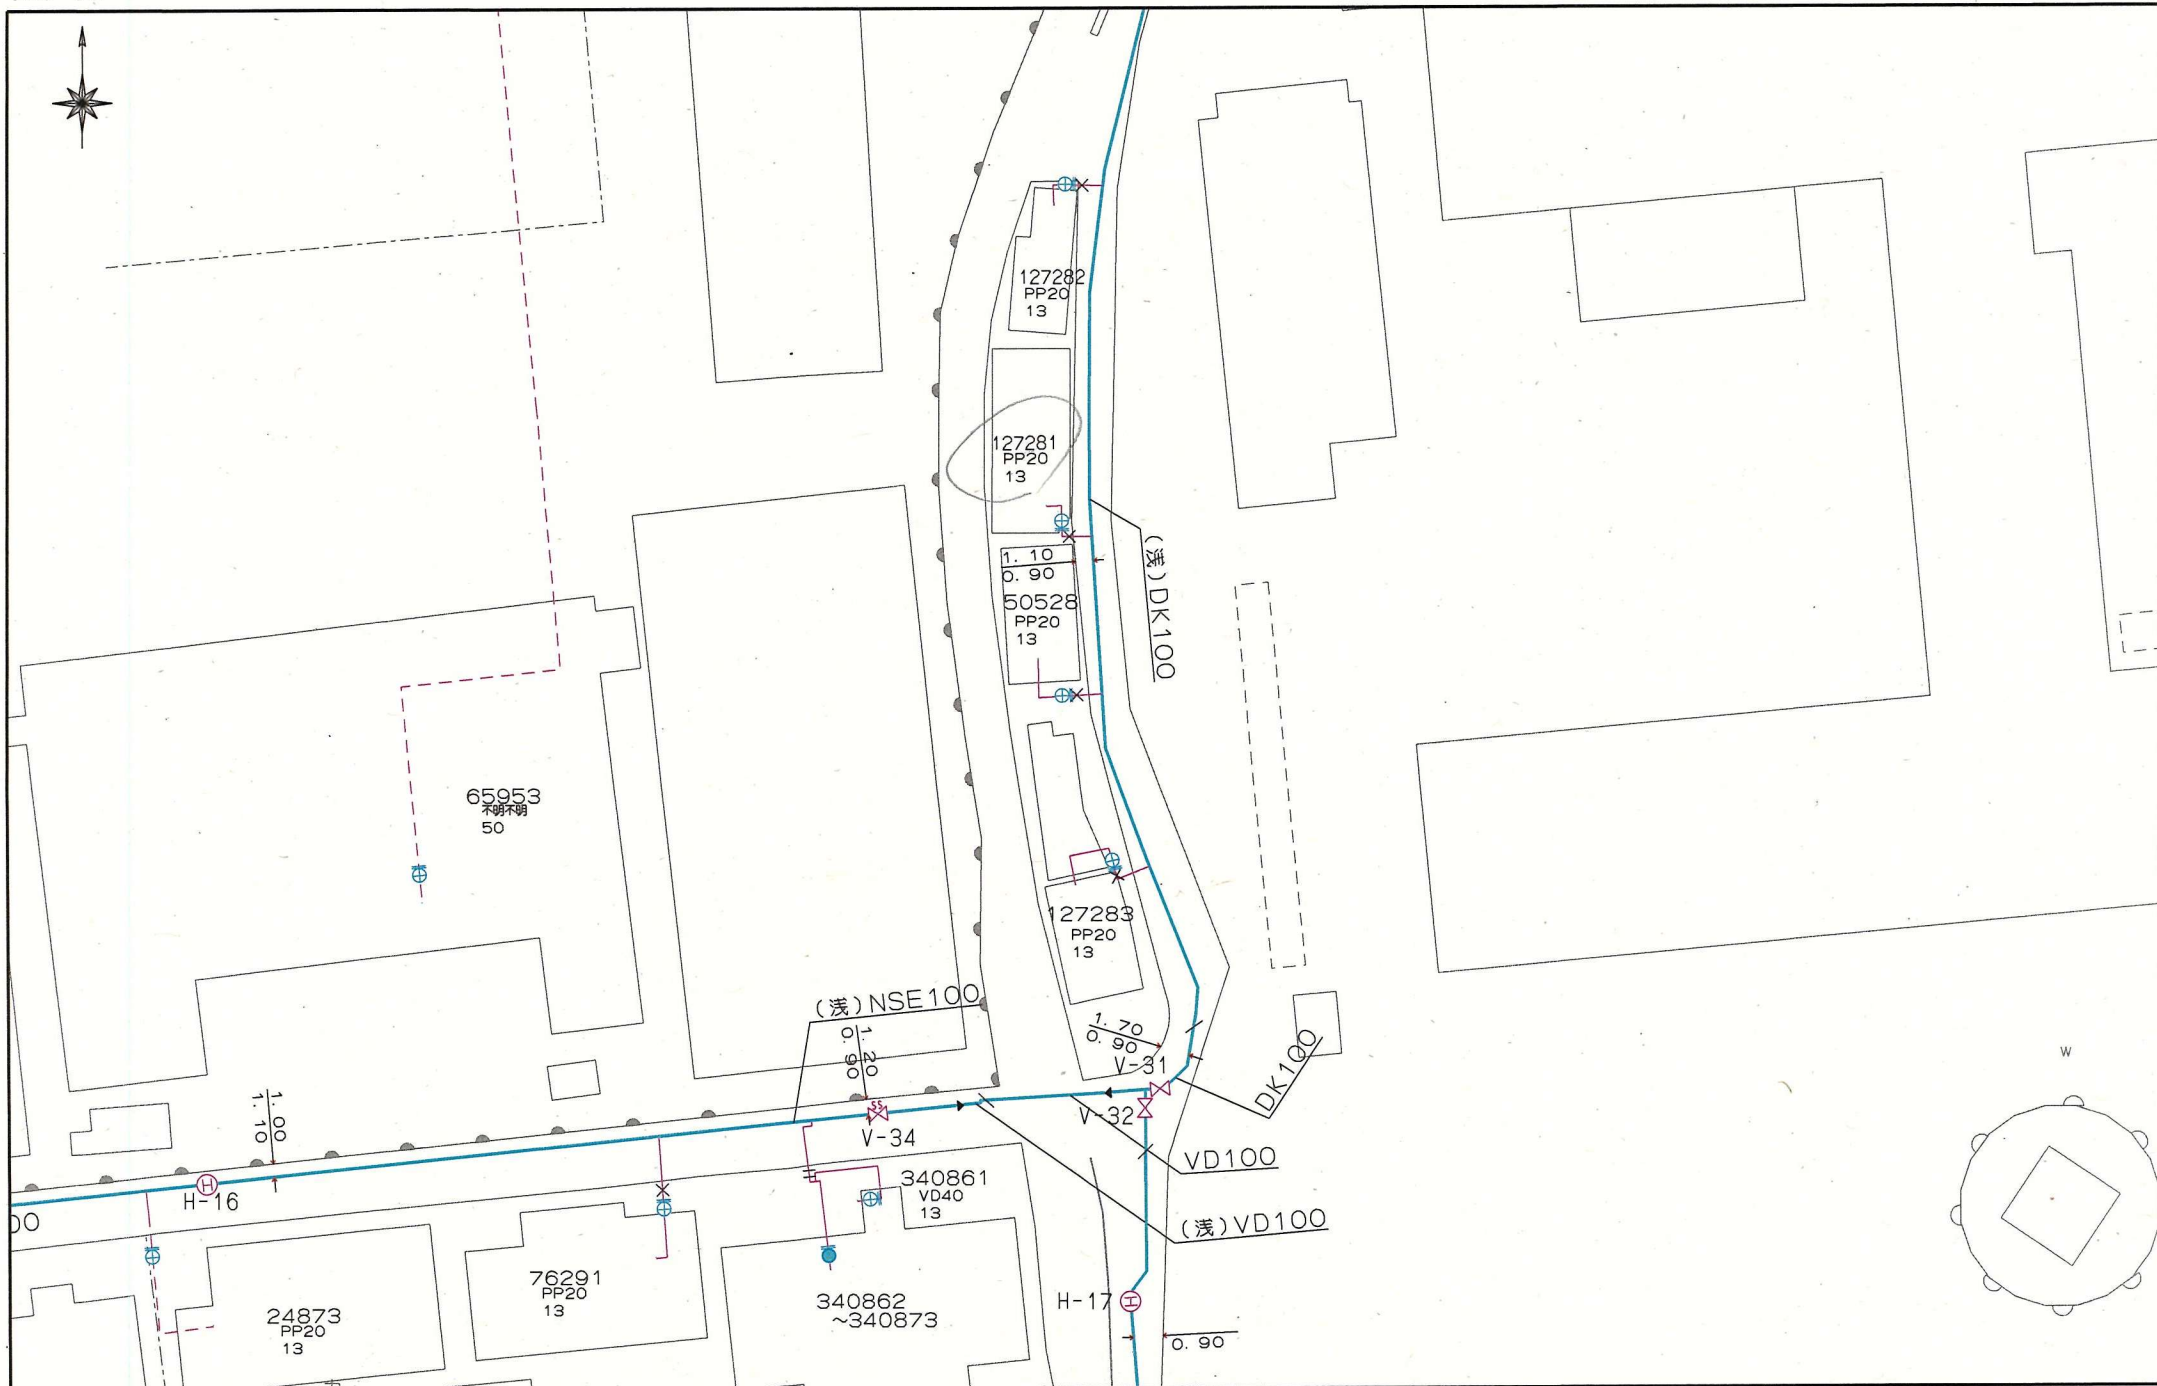 127282
PP20
13
127281
PP20
13
1.10
0.90
50528
PP20
13
(浅)DK100
65953
不明不明
50
127283
PP20
13
(浅)NSE100
1.20
0.90
1.70
0.90
V-31
DK100
W
1.00
1.10
V-32
V-34
VD100
H-16
340861
VD40
13
00
(浅)VD100
76291
PP20
13
H-17
340862
~340873
24873
PP20
13
0.90
SS
H
H